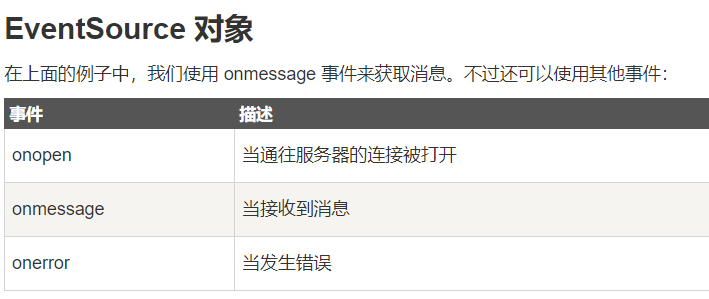 EventSource 对象
在上面的例子中，我们使用 onmessage 事件来获取消息。不过还可以使用其他事件：
事件 描述
onopen 当通往服务器的连接被打开
onmessage 当接收到消息
onerror 当发生错误